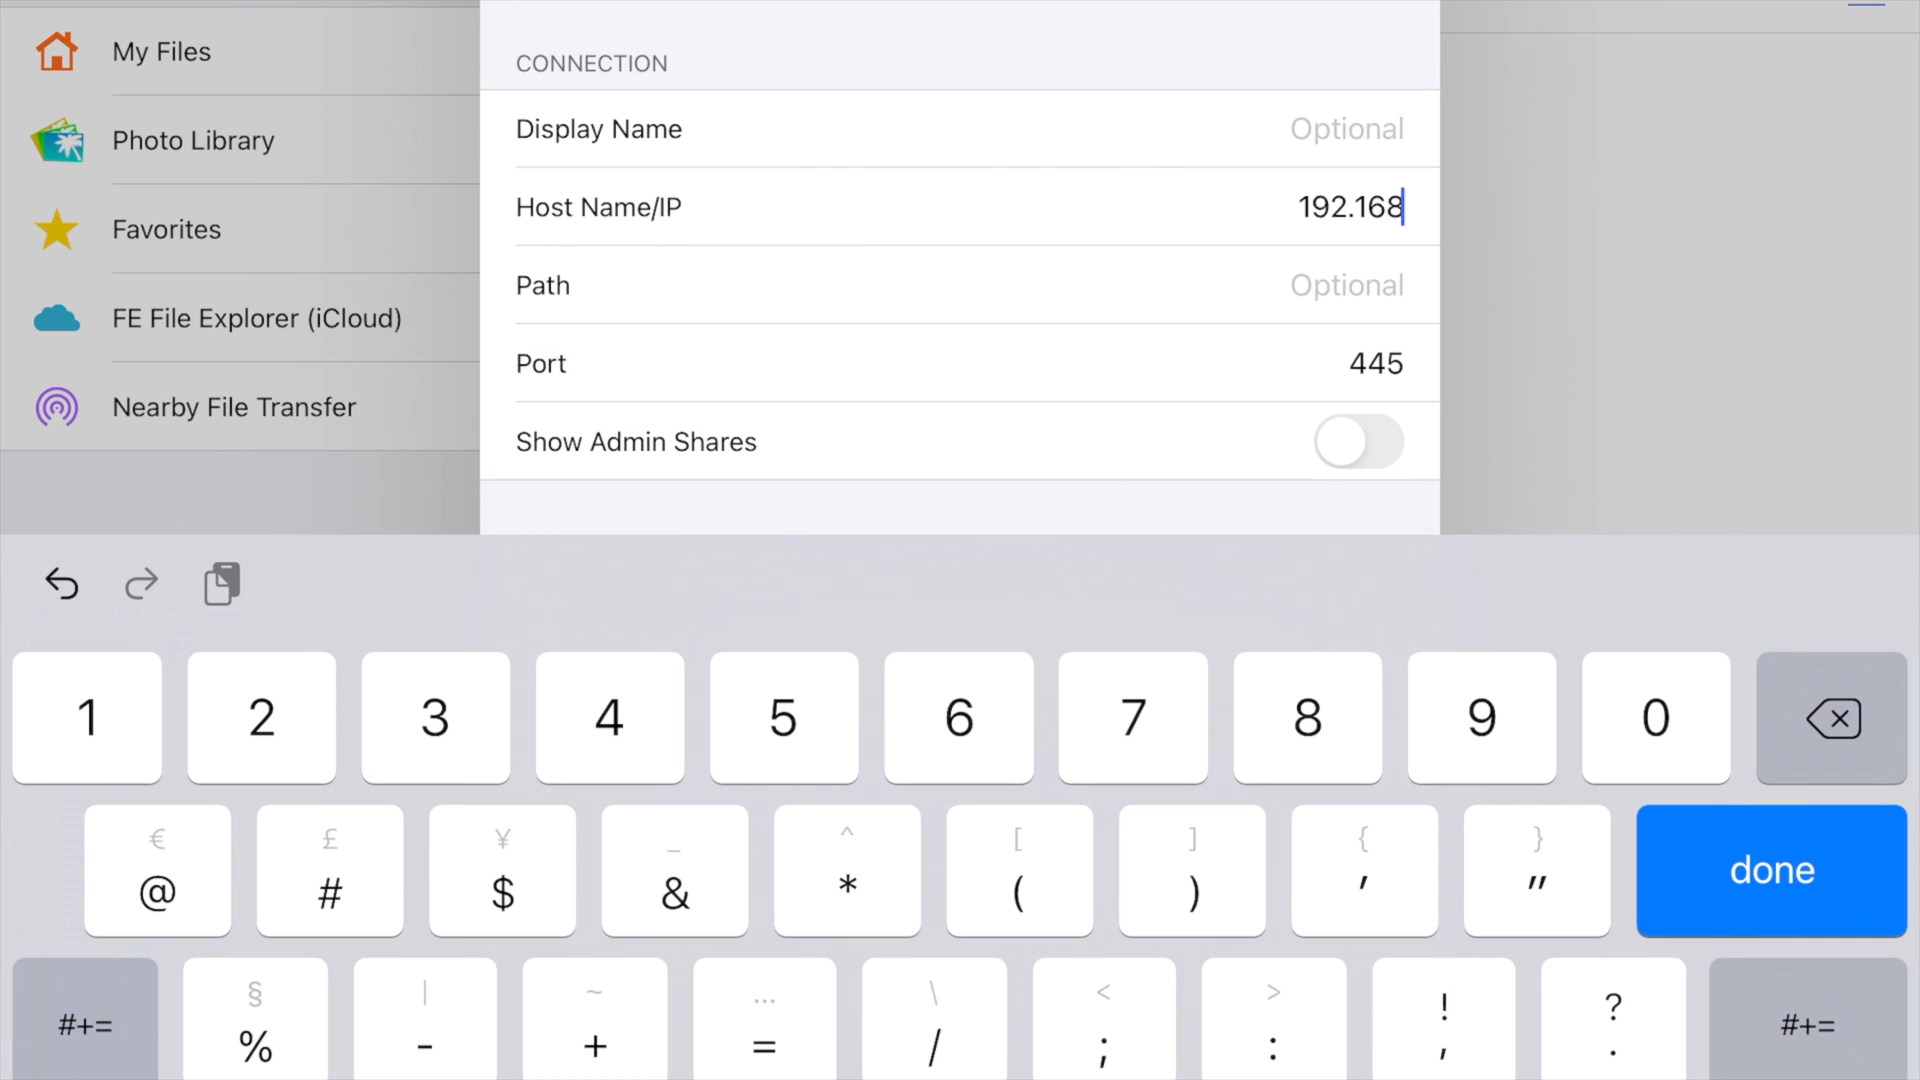 My Files
Photo Library
Favorites
FE File Explorer (iCloud)
Nearby File Transfer
CONNECTION
Display Name Optional
Host Name/IP 192.168
Path Optional
Port 445
Show Admin Shares
1 2 3 4 5 6 7 8 9 0
€ £ ¥ _ ^ [ ] { }
@ # $ & * ( ) ' " done
§ | ~ … \ < > ! ?
#+= % - + = / ; : , . #+=